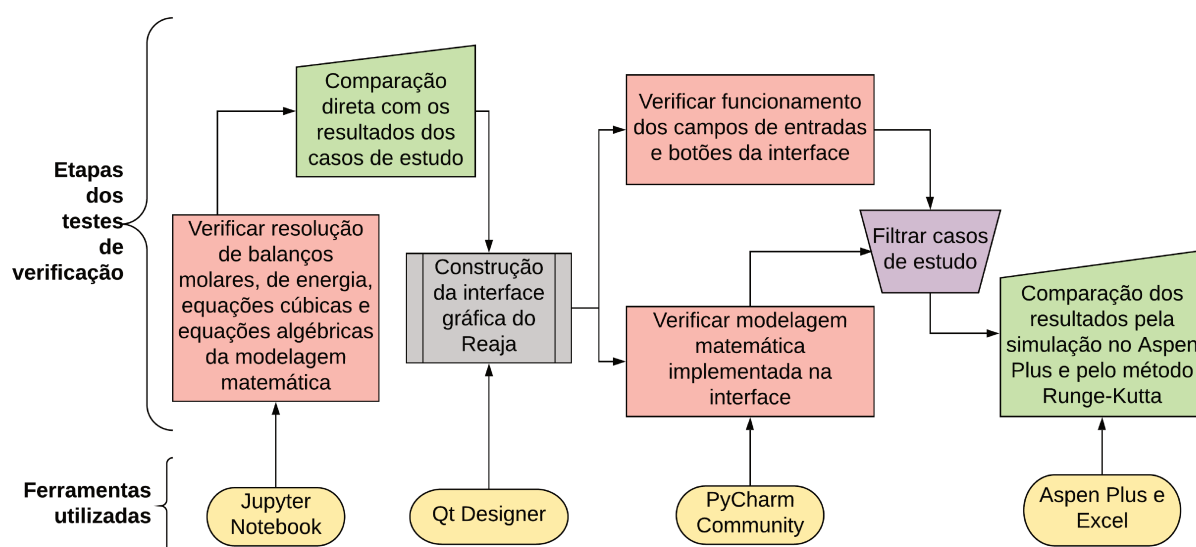 Etapas
dos
testes
de
verificação
Verificar resolução
de balanços
molares, de energia,
equações cúbicas e
equações algébricas
da modelagem
matemática
Comparação
direta com os
resultados dos
casos de estudo
Construção
da interface
gráfica do
Reaja
Verificar funcionamento
dos campos de entradas
e botões da interface
Verificar modelagem
matemática
implementada na
interface
Filtrar casos
de estudo
Comparação dos
resultados pela
simulação no Aspen
Plus e pelo método
Runge-Kutta
Ferramentas
utilizadas
Jupyter
Notebook
Qt Designer
PyCharm
Community
Aspen Plus e
Excel